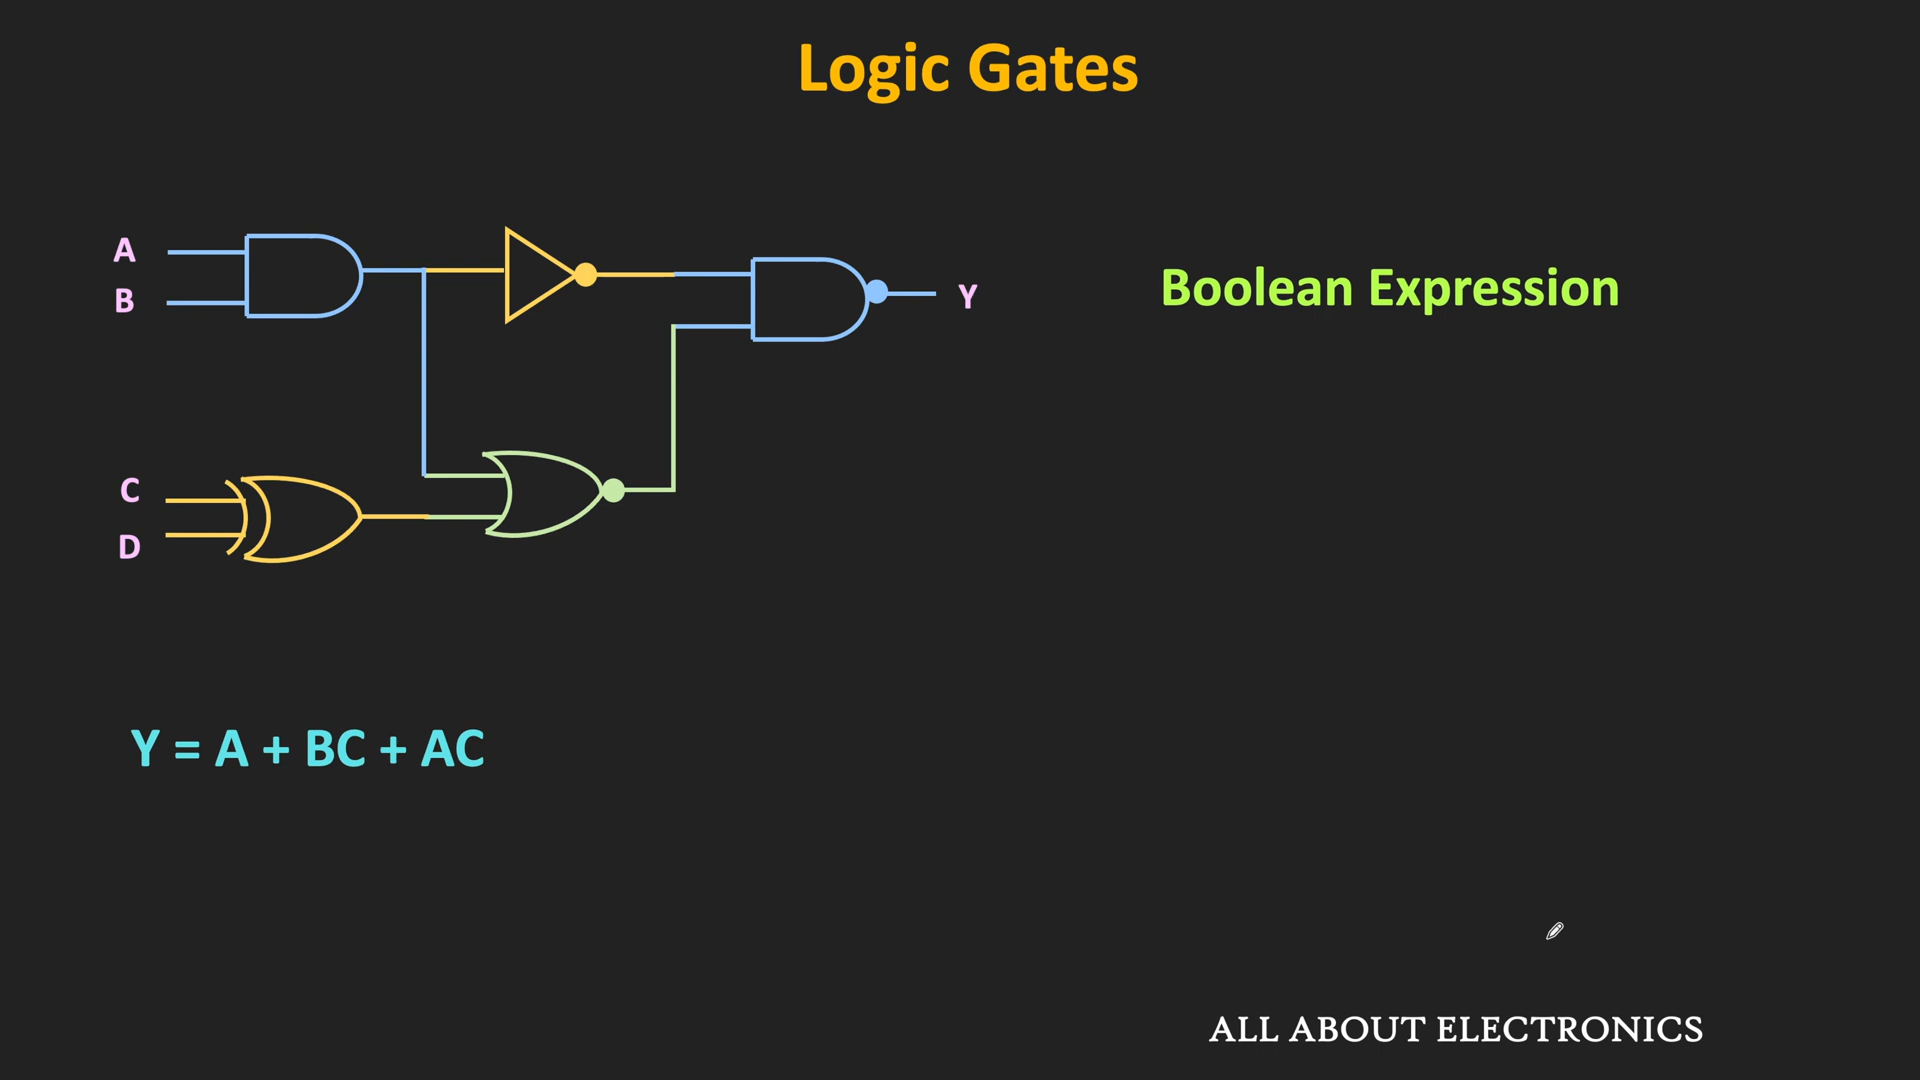 Logic Gates
A
B
Y
Boolean Expression
C
D
Y = A + BC + AC
ALL ABOUT ELECTRONICS